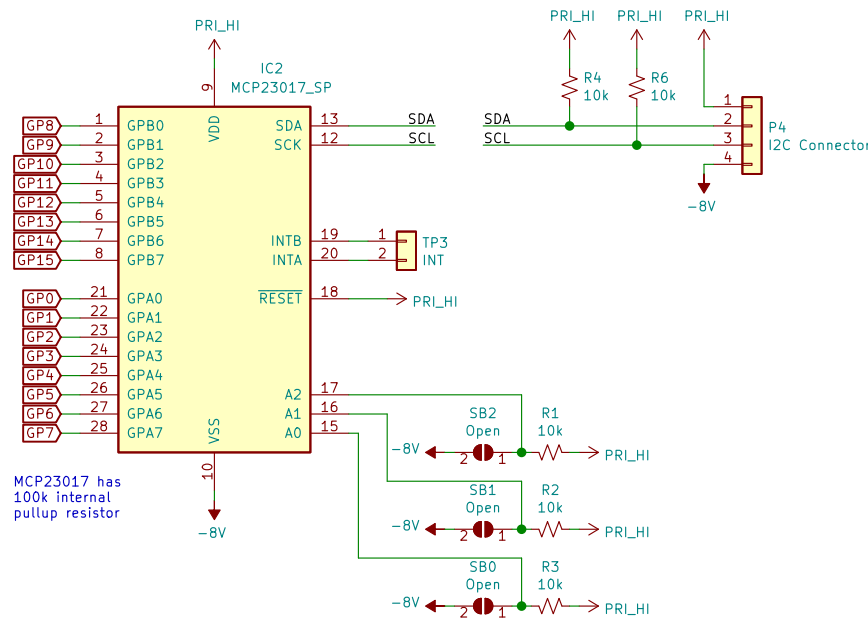 PRI_HI
PRI_HI
PRI_HI
PRI_HI
IC2
MCP23017_SP
9
VDD
R4
10k
R6
10k
GP8 1 GPB0
GP9 2 GPB1
GP10 3 GPB2
GP11 4 GPB3
GP12 5 GPB4
GP13 6 GPB5
GP14 7 GPB6
GP15 8 GPB7
GP0 21 GPA0
GP1 22 GPA1
GP2 23 GPA2
GP3 24 GPA3
GP4 25 GPA4
GP5 26 GPA5
GP6 27 GPA6
GP7 28 GPA7
SDA 13 SDA
SCK 12 SCL
SDA
SCL
1
2
3
4
P4
I2C Connector
-8V
INTB 19 1
INTA 20 2
TP3
INT
RESET 18 PRI_HI
A2 17
A1 16
A0 15
VSS
10
-8V
SB2
Open
R1
10k
-8V 2 1 PRI_HI
SB1
Open
R2
10k
-8V 2 1 PRI_HI
SB0
Open
R3
10k
-8V 2 1 PRI_HI
MCP23017 has
100k internal
pullup resistor